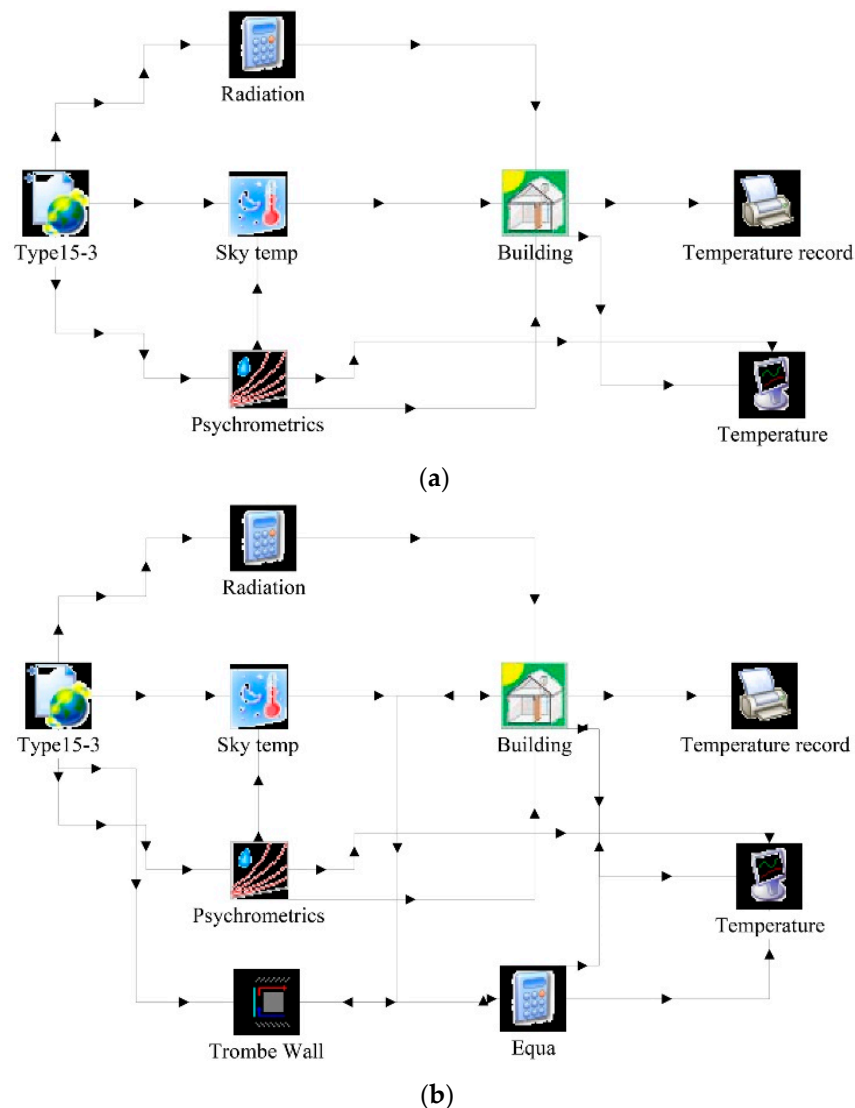 Radiation
Type15-3
Sky temp
Building
Temperature record
Psychrometrics
Temperature
(a)
Radiation
Type15-3
Sky temp
Building
Temperature record
Psychrometrics
Temperature
Trombe Wall
Equa
(b)